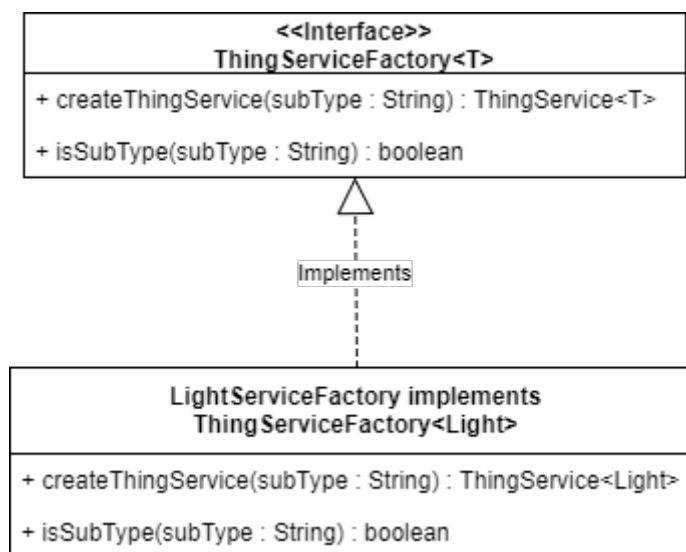 <<Interface>>
ThingServiceFactory<T>
+ createThingService(subType : String) : ThingService<T>
+ isSubType(subType : String) : boolean
Implements
LightServiceFactory implements
ThingServiceFactory<Light>
+ createThingService(subType : String) : ThingService<Light>
+ isSubType(subType : String) : boolean